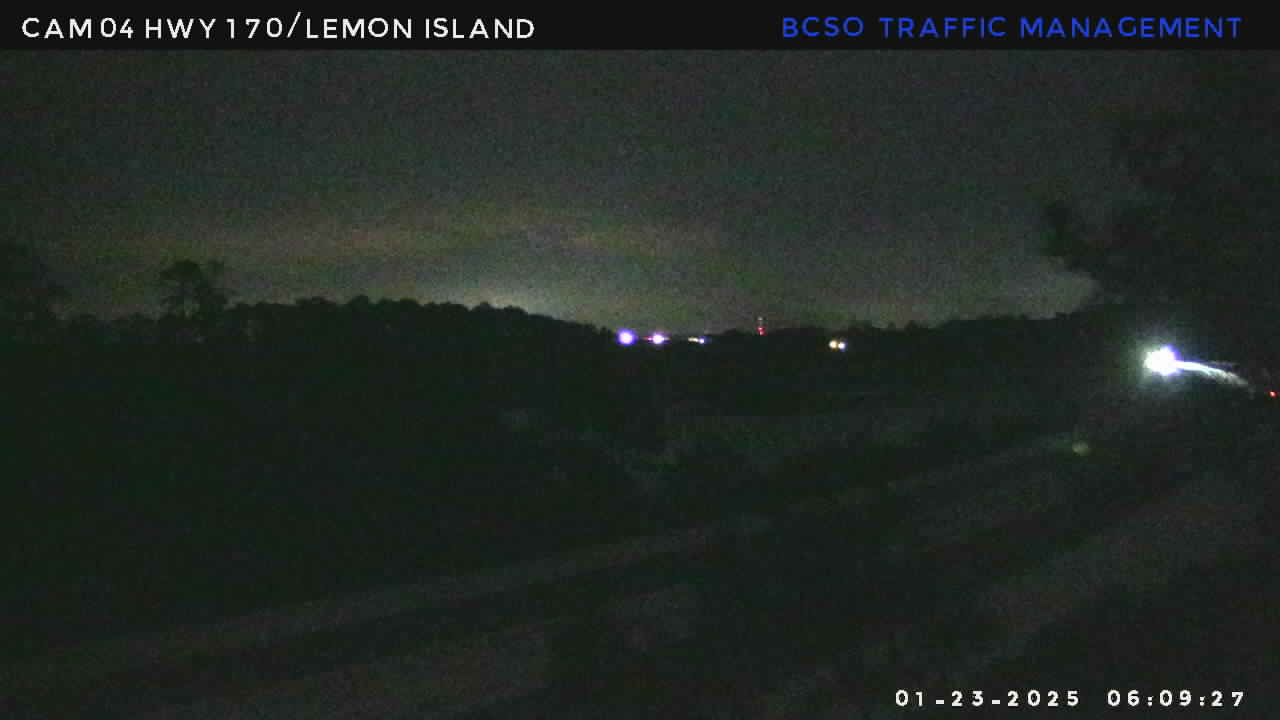 CAM04 HWY 170/LEMON ISLAND
BCSO TRAFFIC MANAGEMENT
01-23-2025 06:09:27